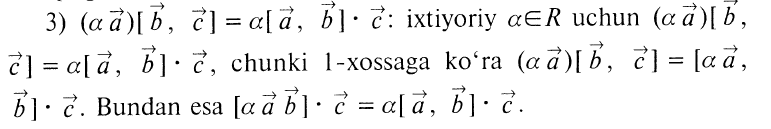 3) (α a⃗)[b⃗, c⃗] = α[a⃗, b⃗] · c⃗: ixtiyoriy α∈R uchun (α a⃗)[b⃗,
c⃗] = α[a⃗, b⃗] · c⃗, chunki 1-xossaga ko‘ra (α a⃗)[b⃗, c⃗] = [α a⃗,
b⃗] · c⃗. Bundan esa [α a⃗ b⃗] · c⃗ = α[a⃗, b⃗] · c⃗.